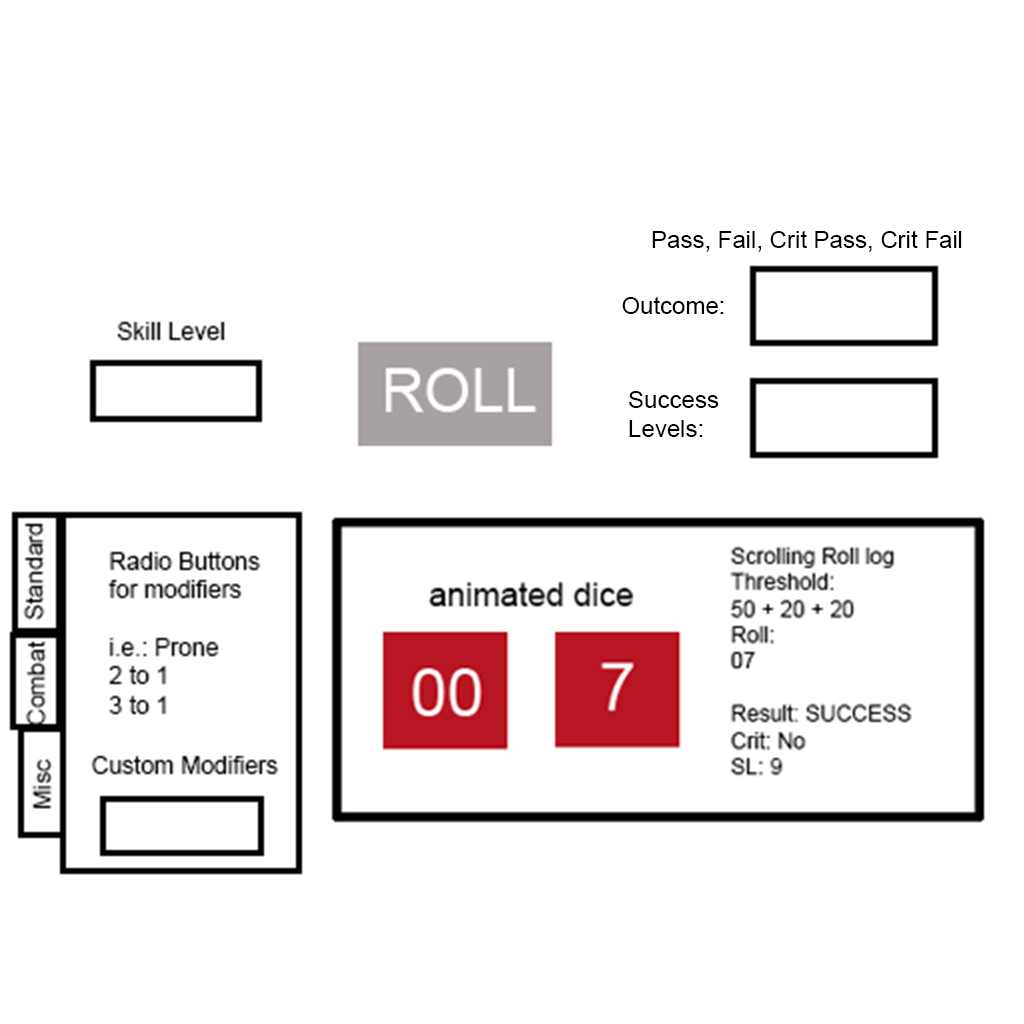 Pass, Fail, Crit Pass, Crit Fail
Outcome:
Skill Level
ROLL
Success
Levels:
Standard
Combat
Misc
Radio Buttons
for modifiers
i.e.: Prone
2 to 1
3 to 1
Custom Modifiers
animated dice
00
7
Scrolling Roll log
Threshold:
50 + 20 + 20
Roll:
07
Result: SUCCESS
Crit: No
SL: 9